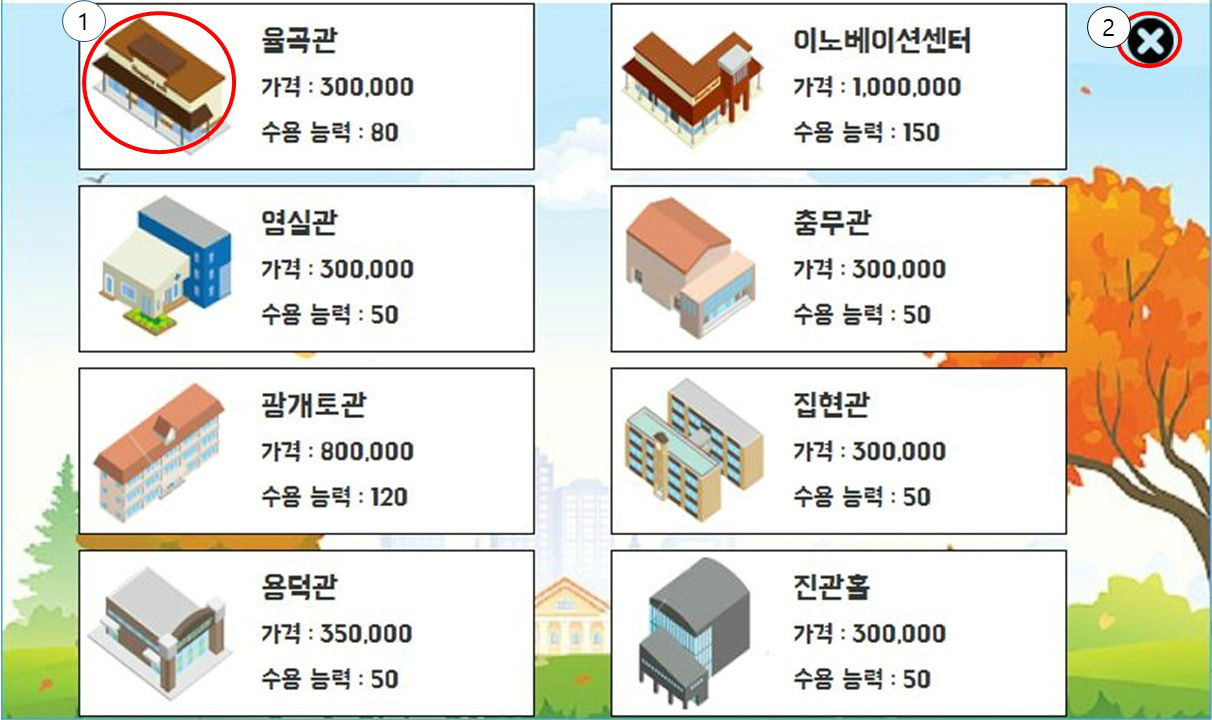 1
율곡관
가격 : 300,000
수용 능력 : 80
이노베이션센터
가격 : 1,000,000
수용 능력 : 150
2
영실관
가격 : 300,000
수용 능력 : 50
충무관
가격 : 300,000
수용 능력 : 50
광개토관
가격 : 800,000
수용 능력 : 120
집현관
가격 : 300,000
수용 능력 : 50
용덕관
가격 : 350,000
수용 능력 : 50
진관홀
가격 : 300,000
수용 능력 : 50